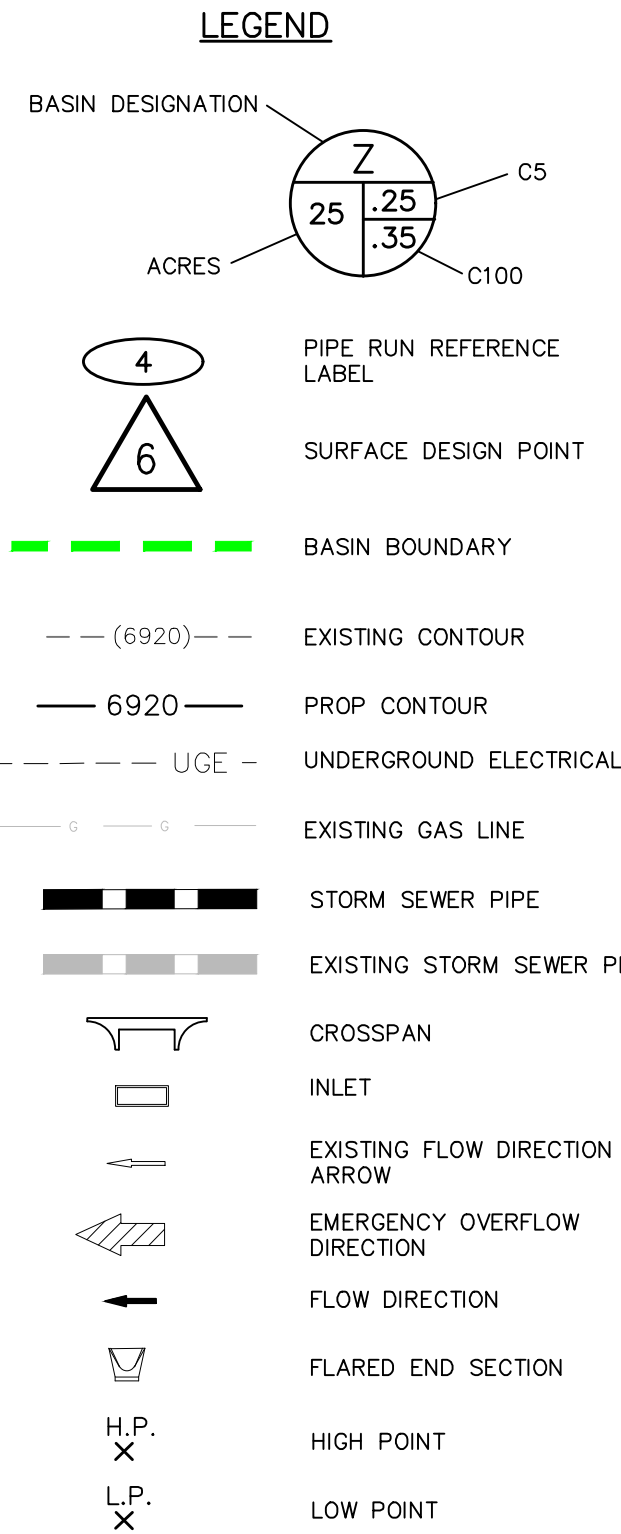 LEGEND
BASIN DESIGNATION
Z
C5
25
.25
.35
ACRES
C100
4
PIPE RUN REFERENCE
LABEL
6
SURFACE DESIGN POINT
BASIN BOUNDARY
(6920)
EXISTING CONTOUR
6920
PROP CONTOUR
UGE
UNDERGROUND ELECTRICAL
G G
EXISTING GAS LINE
STORM SEWER PIPE
EXISTING STORM SEWER
CROSSPAN
INLET
EXISTING FLOW DIRECTION
ARROW
EMERGENCY OVERFLOW
DIRECTION
FLOW DIRECTION
FLARED END SECTION
H.P.
HIGH POINT
L.P.
LOW POINT